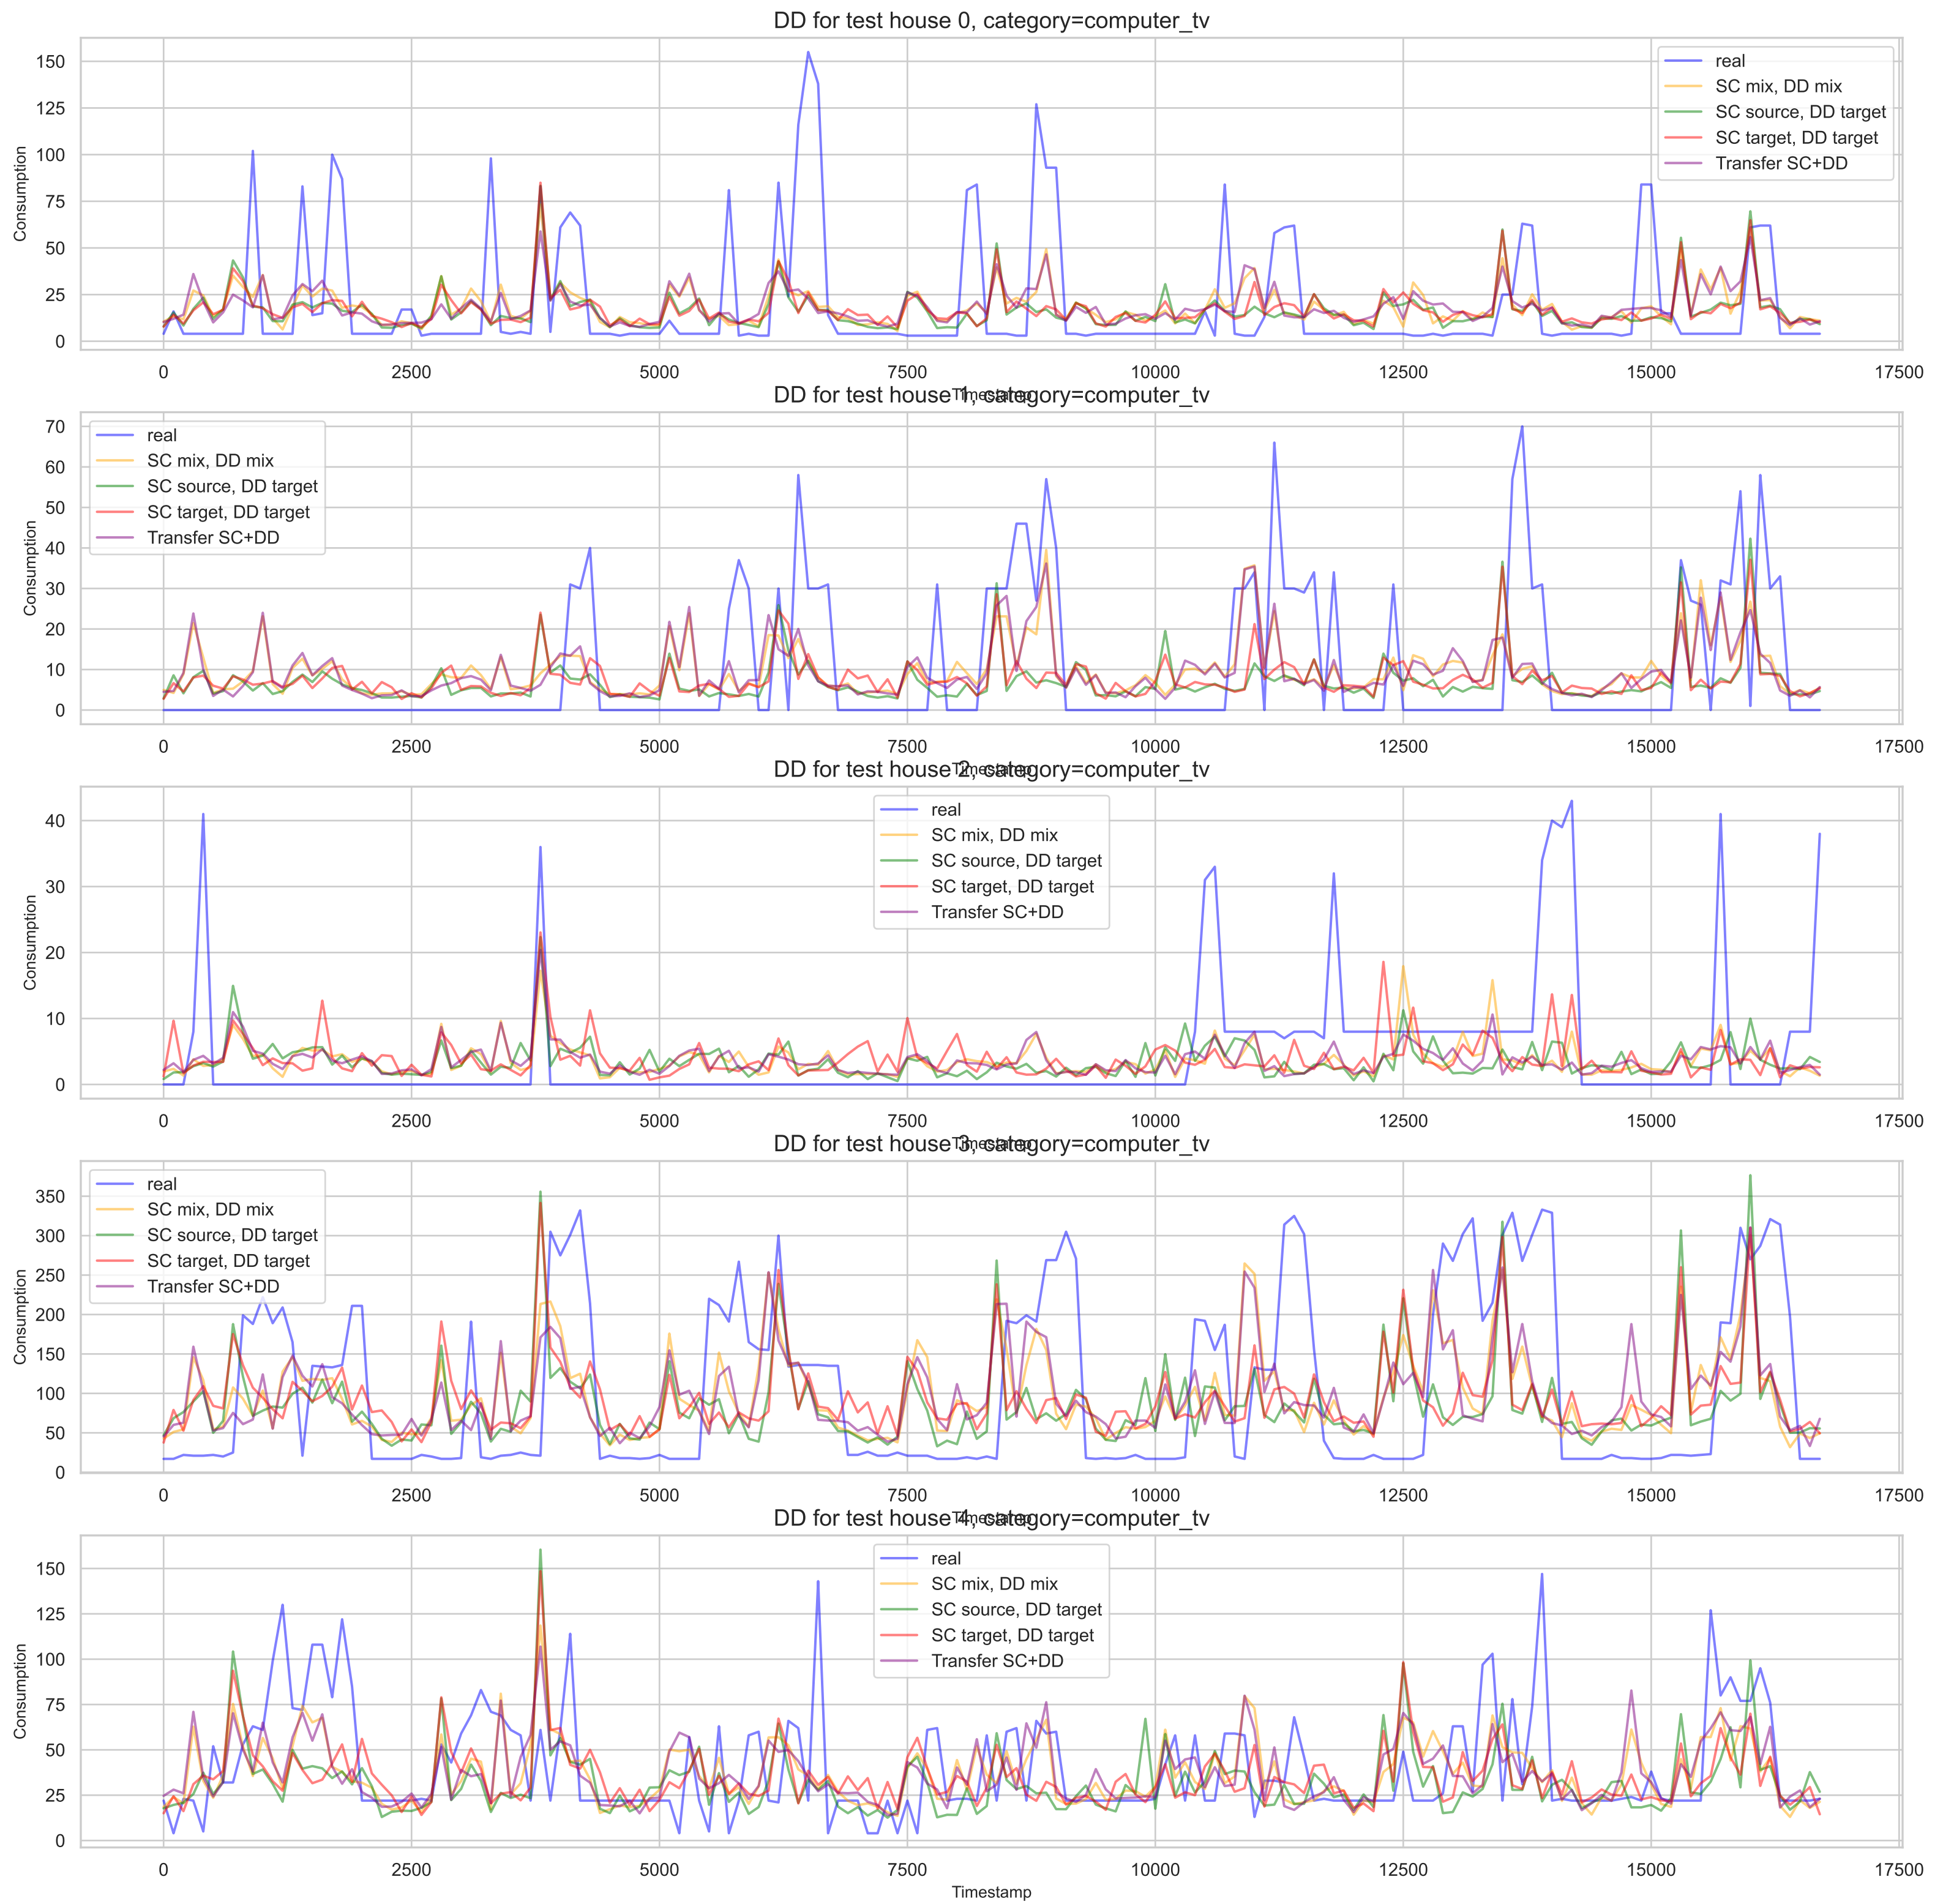 DD for test house 0, category=computer_tv
Consumption
150
125
100
75
50
25
0
real
SC mix, DD mix
SC source, DD target
SC target, DD target
Transfer SC+DD
0 2500 5000 7500 10000 12500 15000 17500
Timestamp
DD for test house 1, category=computer_tv
Consumption
70
60
50
40
30
20
10
0
real
SC mix, DD mix
SC source, DD target
SC target, DD target
Transfer SC+DD
0 2500 5000 7500 10000 12500 15000 17500
Timestamp
DD for test house 2, category=computer_tv
Consumption
40
30
20
10
0
real
SC mix, DD mix
SC source, DD target
SC target, DD target
Transfer SC+DD
0 2500 5000 7500 10000 12500 15000 17500
Timestamp
DD for test house 3, category=computer_tv
Consumption
350
300
250
200
150
100
50
0
real
SC mix, DD mix
SC source, DD target
SC target, DD target
Transfer SC+DD
0 2500 5000 7500 10000 12500 15000 17500
Timestamp
DD for test house 4, category=computer_tv
Consumption
150
125
100
75
50
25
0
real
SC mix, DD mix
SC source, DD target
SC target, DD target
Transfer SC+DD
0 2500 5000 7500 10000 12500 15000 17500
Timestamp